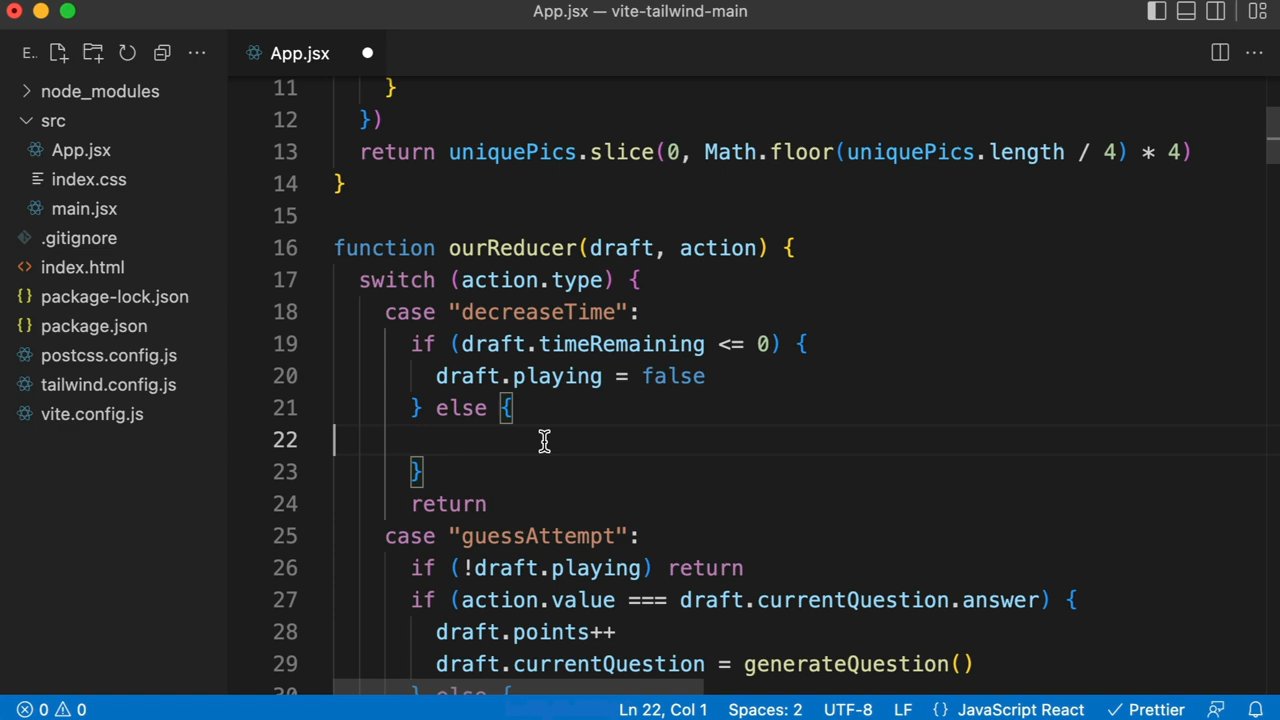 App.jsx — vite-tailwind-main
E..
App.jsx
node_modules
src
App.jsx
index.css
main.jsx
.gitignore
index.html
package-lock.json
package.json
postcss.config.js
tailwind.config.js
vite.config.js
11 }
12 })
13 return uniquePics.slice(0, Math.floor(uniquePics.length / 4) * 4)
14 }
15
16 function ourReducer(draft, action) {
17 switch (action.type) {
18 case "decreaseTime":
19 if (draft.timeRemaining <= 0) {
20 draft.playing = false
21 } else {
22
23 }
24 return
25 case "guessAttempt":
26 if (!draft.playing) return
27 if (action.value === draft.currentQuestion.answer) {
28 draft.points++
29 draft.currentQuestion = generateQuestion()
30 } else {
0 0 Ln 22, Col 1 Spaces: 2 UTF-8 LF {} JavaScript React Prettier